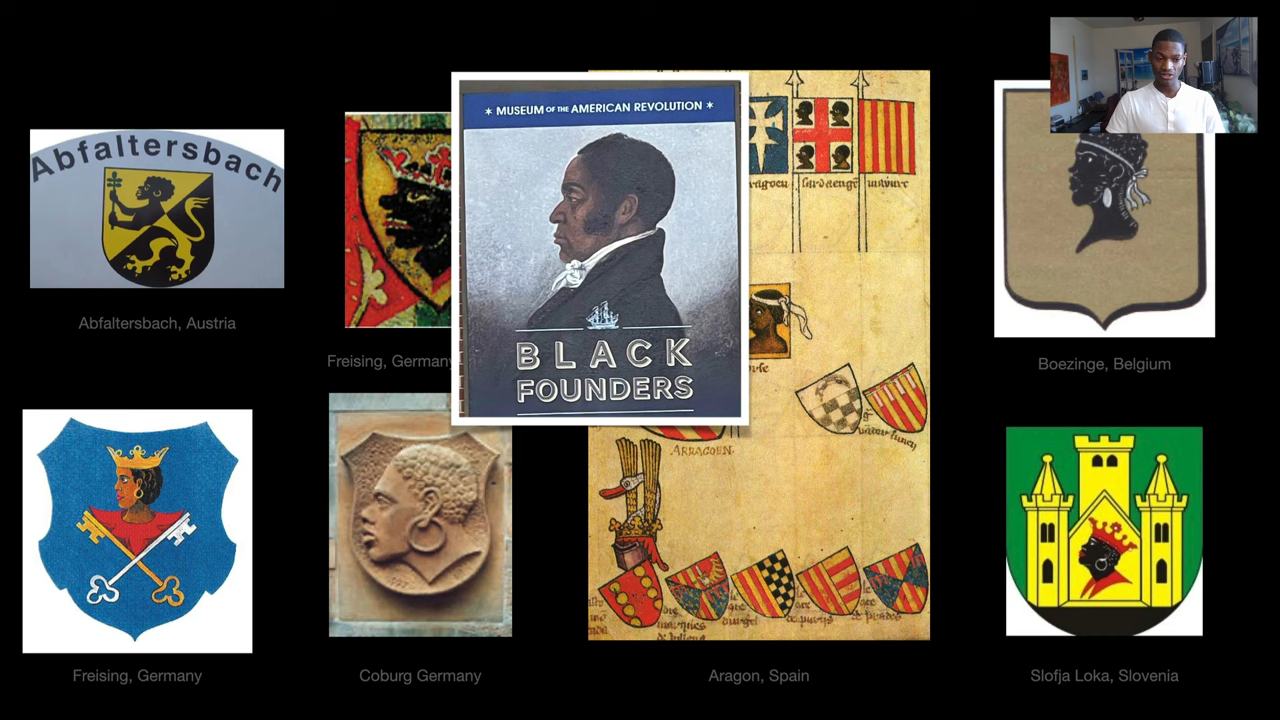 Abfaltersbach
Abfaltersbach, Austria
Freising, Germany
* MUSEUM OF THE AMERICAN REVOLUTION *
BLACK
FOUNDERS
Boezinge, Belgium
ARRAGOEN
Freising, Germany
Coburg Germany
Aragon, Spain
Slofja Loka, Slovenia